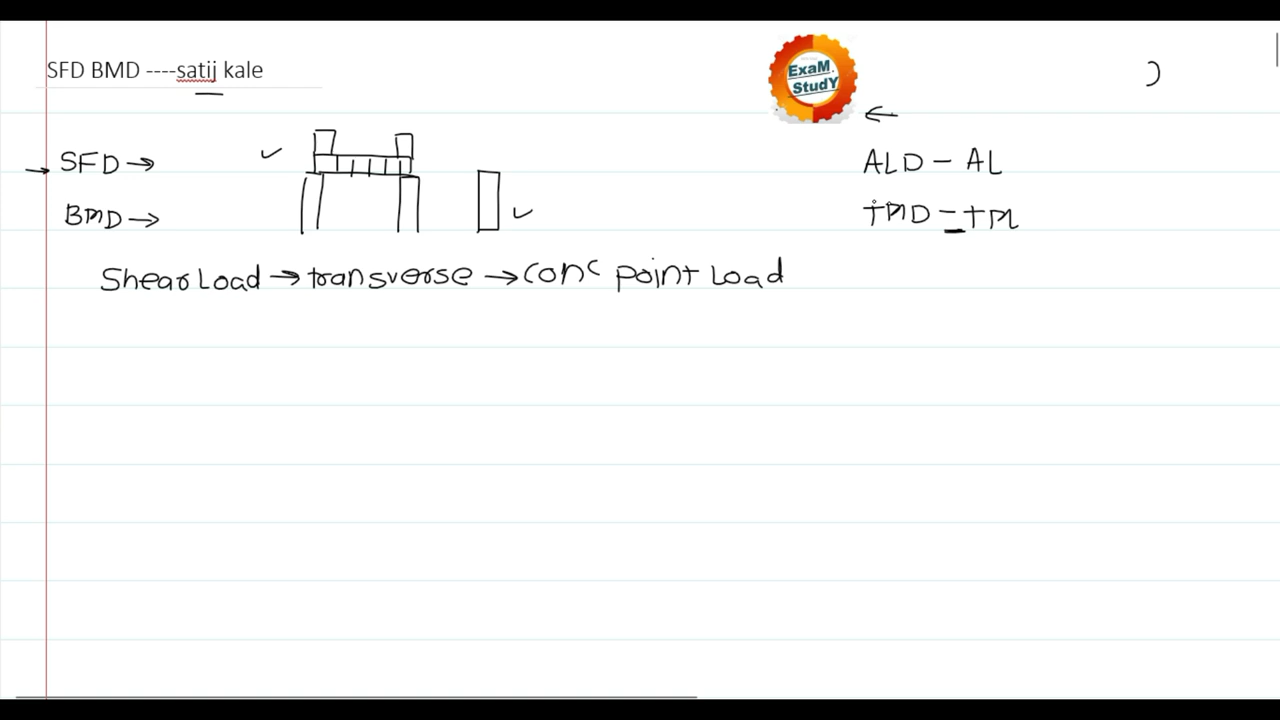 SFD BMD ----satij kale
ExaM
StudY
SFD →
BMD →
ALD - AL
TMD - TM
Shear Load → transverse → conc point Load